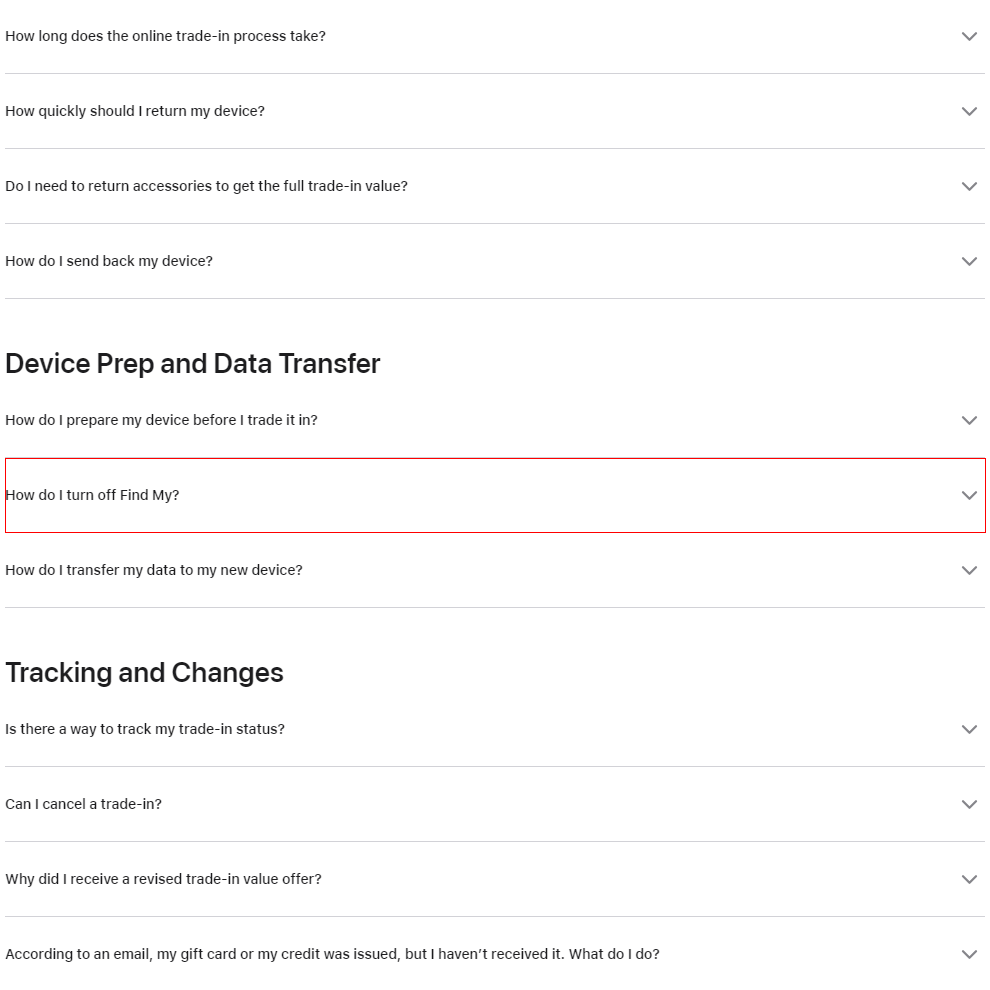 How long does the online trade-in process take?
How quickly should I return my device?
Do I need to return accessories to get the full trade-in value?
How do I send back my device?
Device Prep and Data Transfer
How do I prepare my device before I trade it in?
How do I turn off Find My?
How do I transfer my data to my new device?
Tracking and Changes
Is there a way to track my trade-in status?
Can I cancel a trade-in?
Why did I receive a revised trade-in value offer?
According to an email, my gift card or my credit was issued, but I haven’t received it. What do I do?